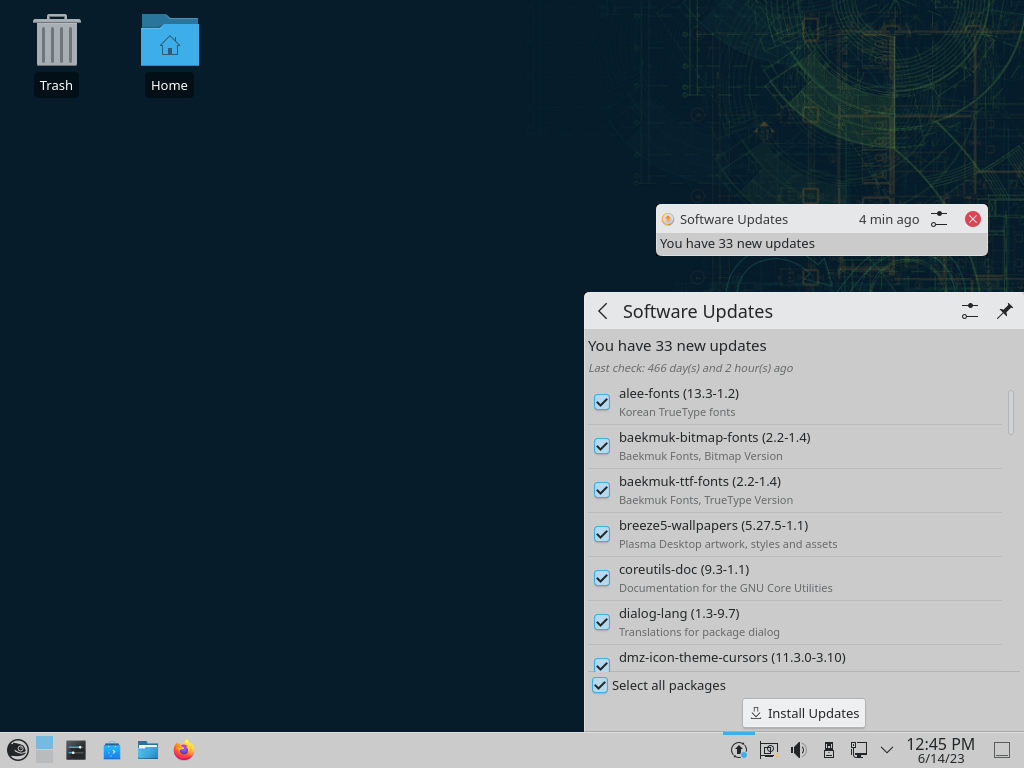 Trash
Home
Software Updates
4 min ago
You have 33 new updates
Software Updates
You have 33 new updates
Last check: 466 day(s) and 2 hour(s) ago
alee-fonts (13.3-1.2)
Korean TrueType fonts
baekmuk-bitmap-fonts (2.2-1.4)
Baekmuk Fonts, Bitmap Version
baekmuk-ttf-fonts (2.2-1.4)
Baekmuk Fonts, TrueType Version
breeze5-wallpapers (5.27.5-1.1)
Plasma Desktop artwork, styles and assets
coreutils-doc (9.3-1.1)
Documentation for the GNU Core Utilities
dialog-lang (1.3-9.7)
Translations for package dialog
dmz-icon-theme-cursors (11.3.0-3.10)
Select all packages
Install Updates
12:45 PM
6/14/23